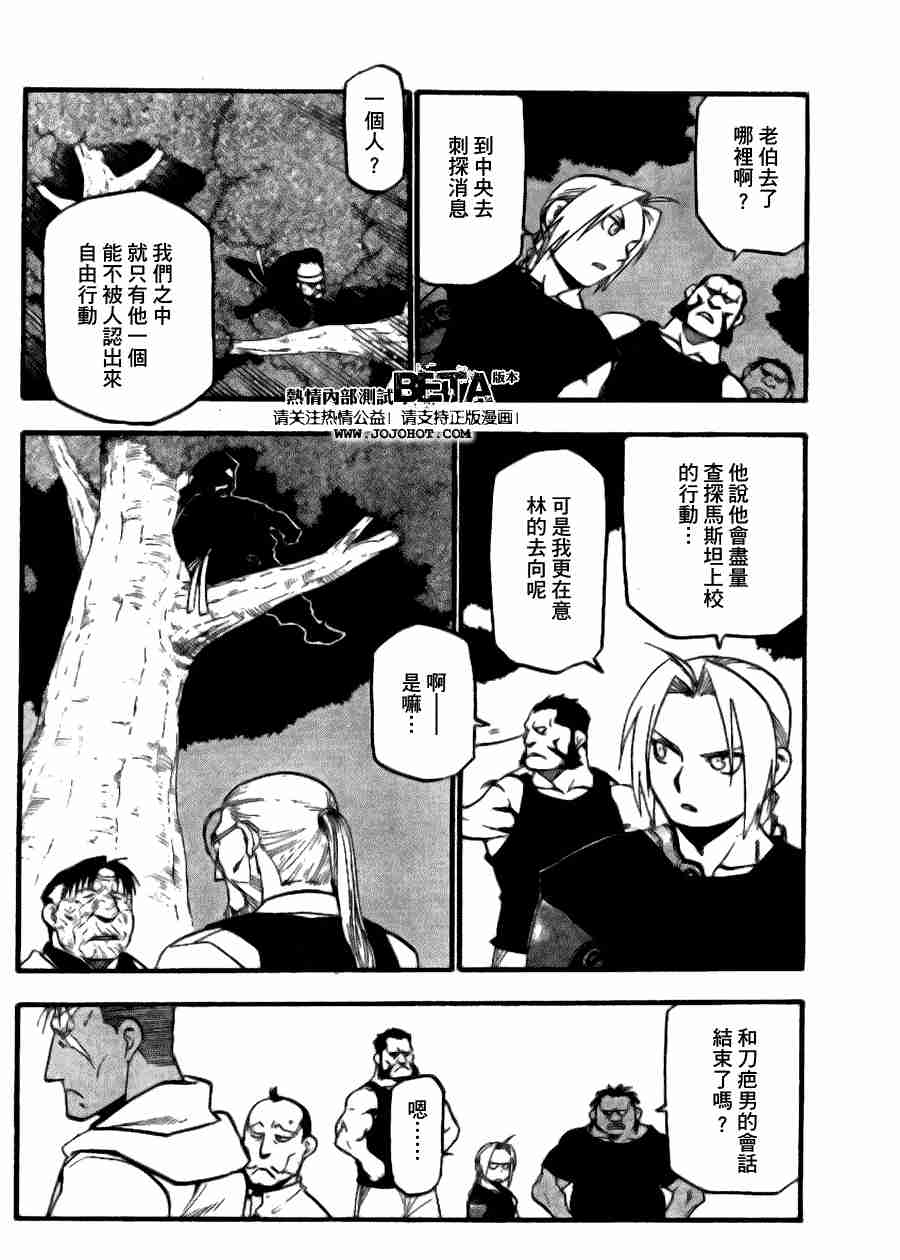 老伯去了
哪裡啊？
到中央去
刺探消息
一個人？
我們之中
就只有他一個
能不被人認出來
自由行動
熱情內部測試
BETA版本
请关注热情公益| 请支持正版漫画|
WWW.JOJOHOT.COM
他說他會盡量
查探馬斯坦上校
的行動…
可是我更在意
林的去向呢
啊——
是嘛…
和刀疤男的會話
結束了嗎？
嗯……